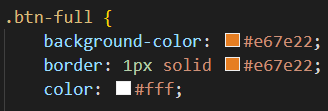 .btn-full {
    background-color: #e67e22;
    border: 1px solid #e67e22;
    color: #fff;